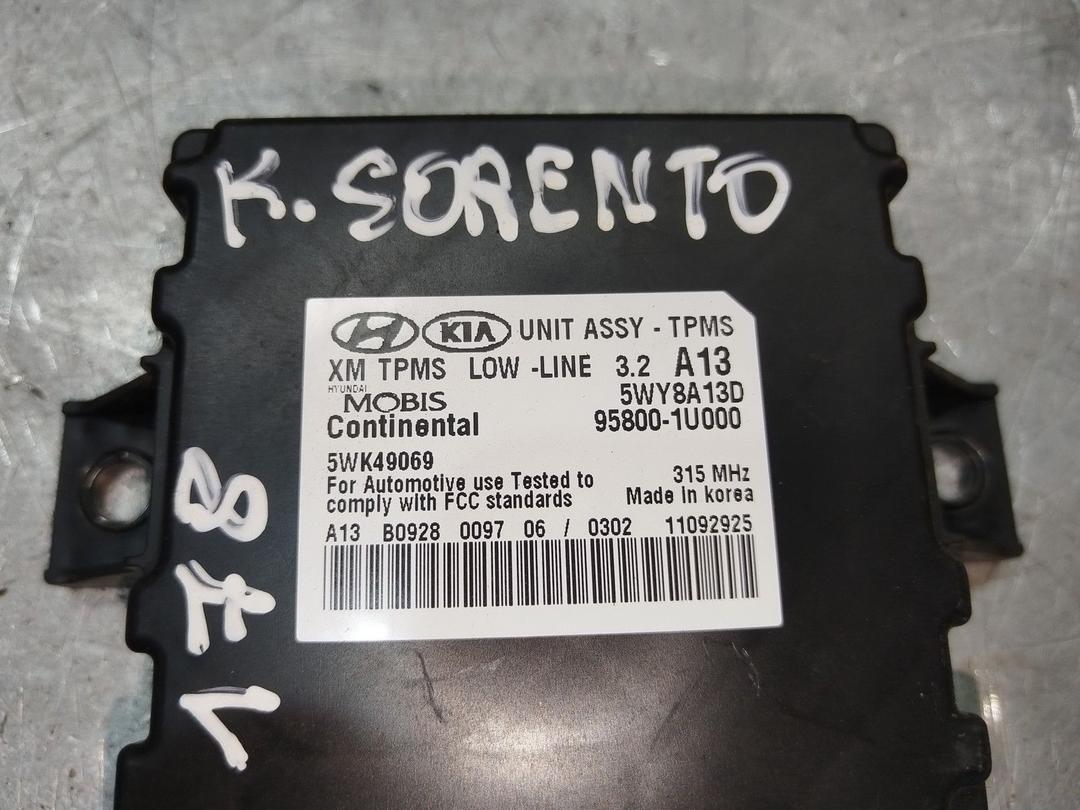 K. SORENTO
KIA UNIT ASSY - TPMS
XM TPMS LOW -LINE 3.2 A13
HYUNDAI
MOBIS
5WY8A13D
Continental 95800-1U000
5WK49069
For Automotive use Tested to 315 MHz
comply with FCC standards Made in korea
A13 B0928 0097 06 / 0302 11092925
178